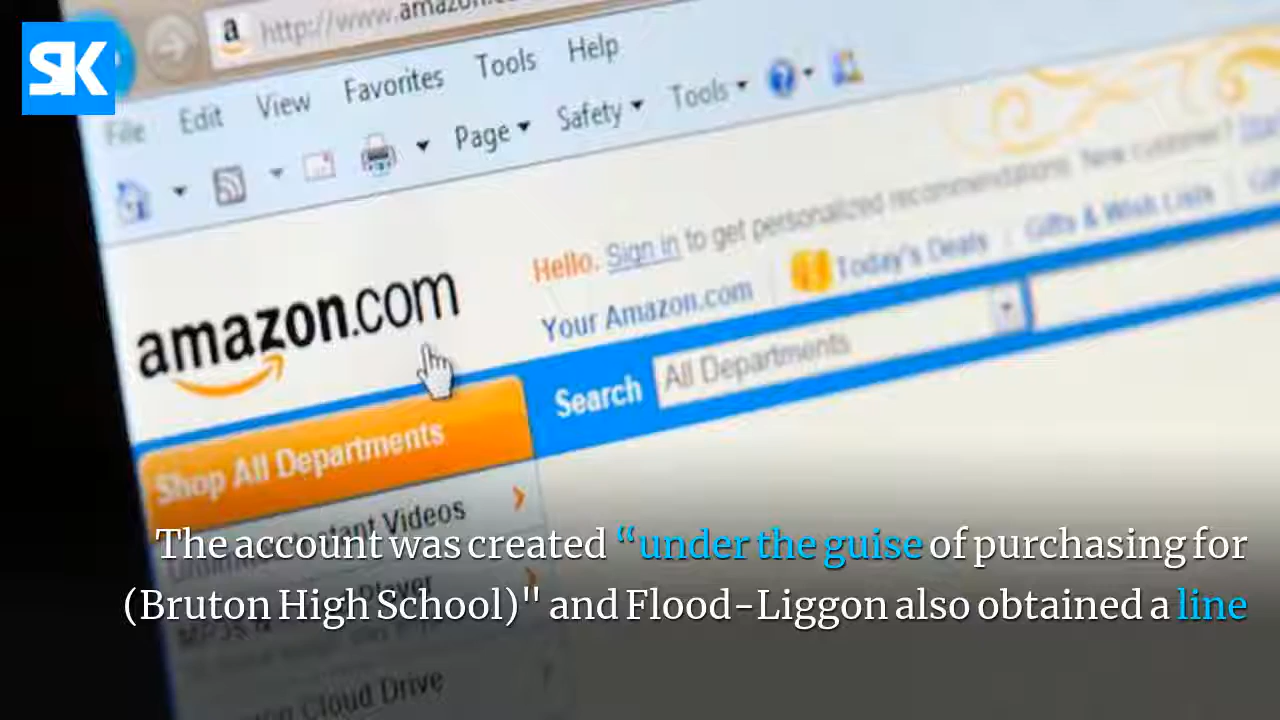 SK
http://www.amazon.co
File Edit View Favorites Tools Help
Page Safety Tools
amazon.com
Hello. Sign in to get personalized recommendations. New customer?
Your Amazon.com Today's Deals Gifts & Wish Lists
Search All Departments
Shop All Departments
Instant Videos
The account was created “under the guise of purchasing for
(Bruton High School)" and Flood-Liggon also obtained a line
Cloud Drive